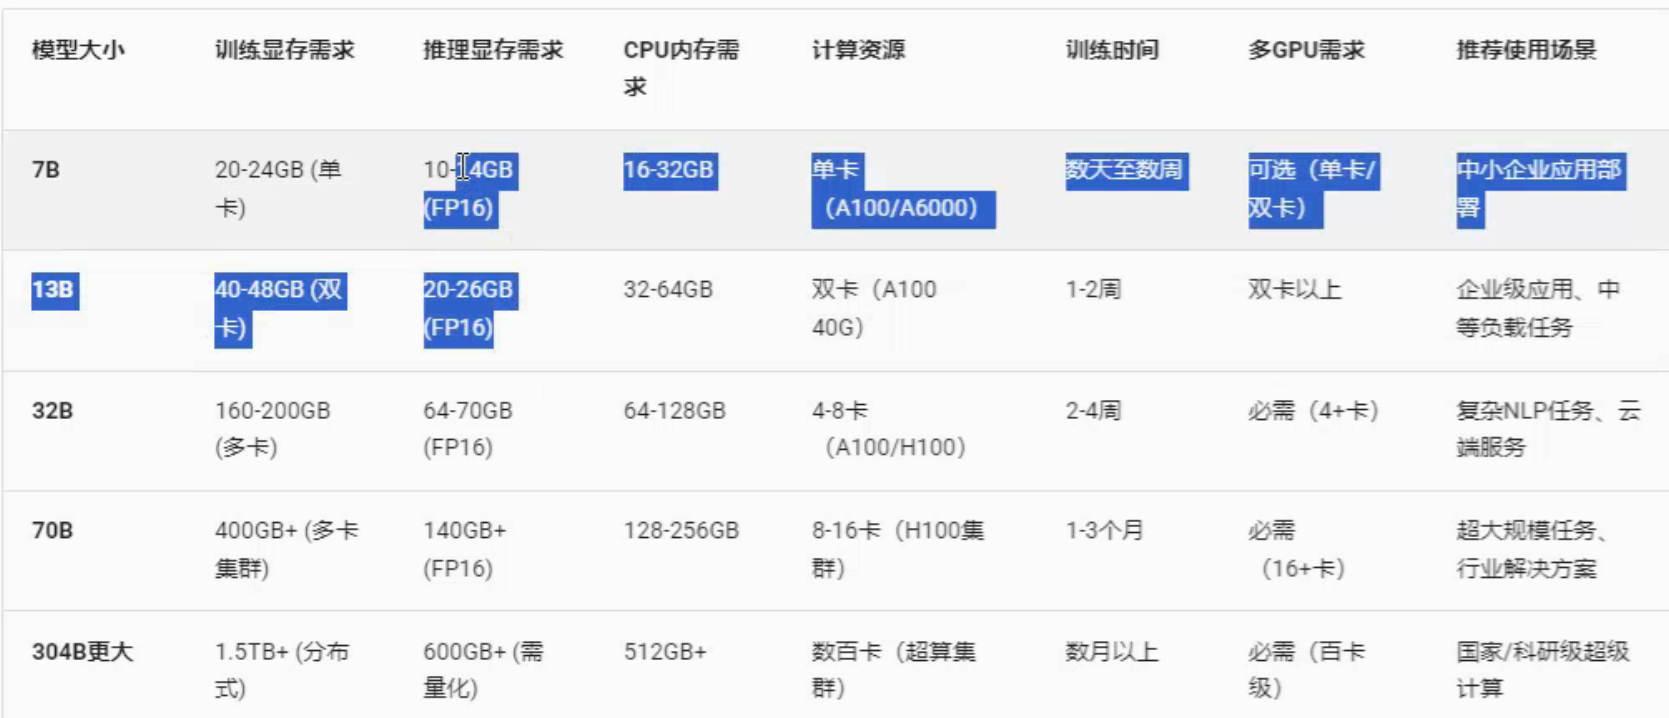 模型大小 训练显存需求 推理显存需求 CPU内存需 计算资源 训练时间 多GPU需求 推荐使用场景
求
7B 20-24GB (单 10-14GB 16-32GB 单卡 数天至数周 可选（单卡/ 中小企业应用部
卡) (FP16) （A100/A6000） 双卡） 署
13B 40-48GB (双 20-26GB 32-64GB 双卡（A100 1-2周 双卡以上 企业级应用、中
卡) (FP16) 40G） 等负载任务
32B 160-200GB 64-70GB 64-128GB 4-8卡 2-4周 必需（4+卡） 复杂NLP任务、云
(多卡) (FP16) （A100/H100） 端服务
70B 400GB+ (多卡 140GB+ 128-256GB 8-16卡（H100集 1-3个月 必需 超大规模任务、
集群) (FP16) 群） （16+卡） 行业解决方案
304B更大 1.5TB+ (分布 600GB+ (需 512GB+ 数百卡（超算集 数月以上 必需（百卡 国家/科研级超级
式) 量化) 群） 级） 计算